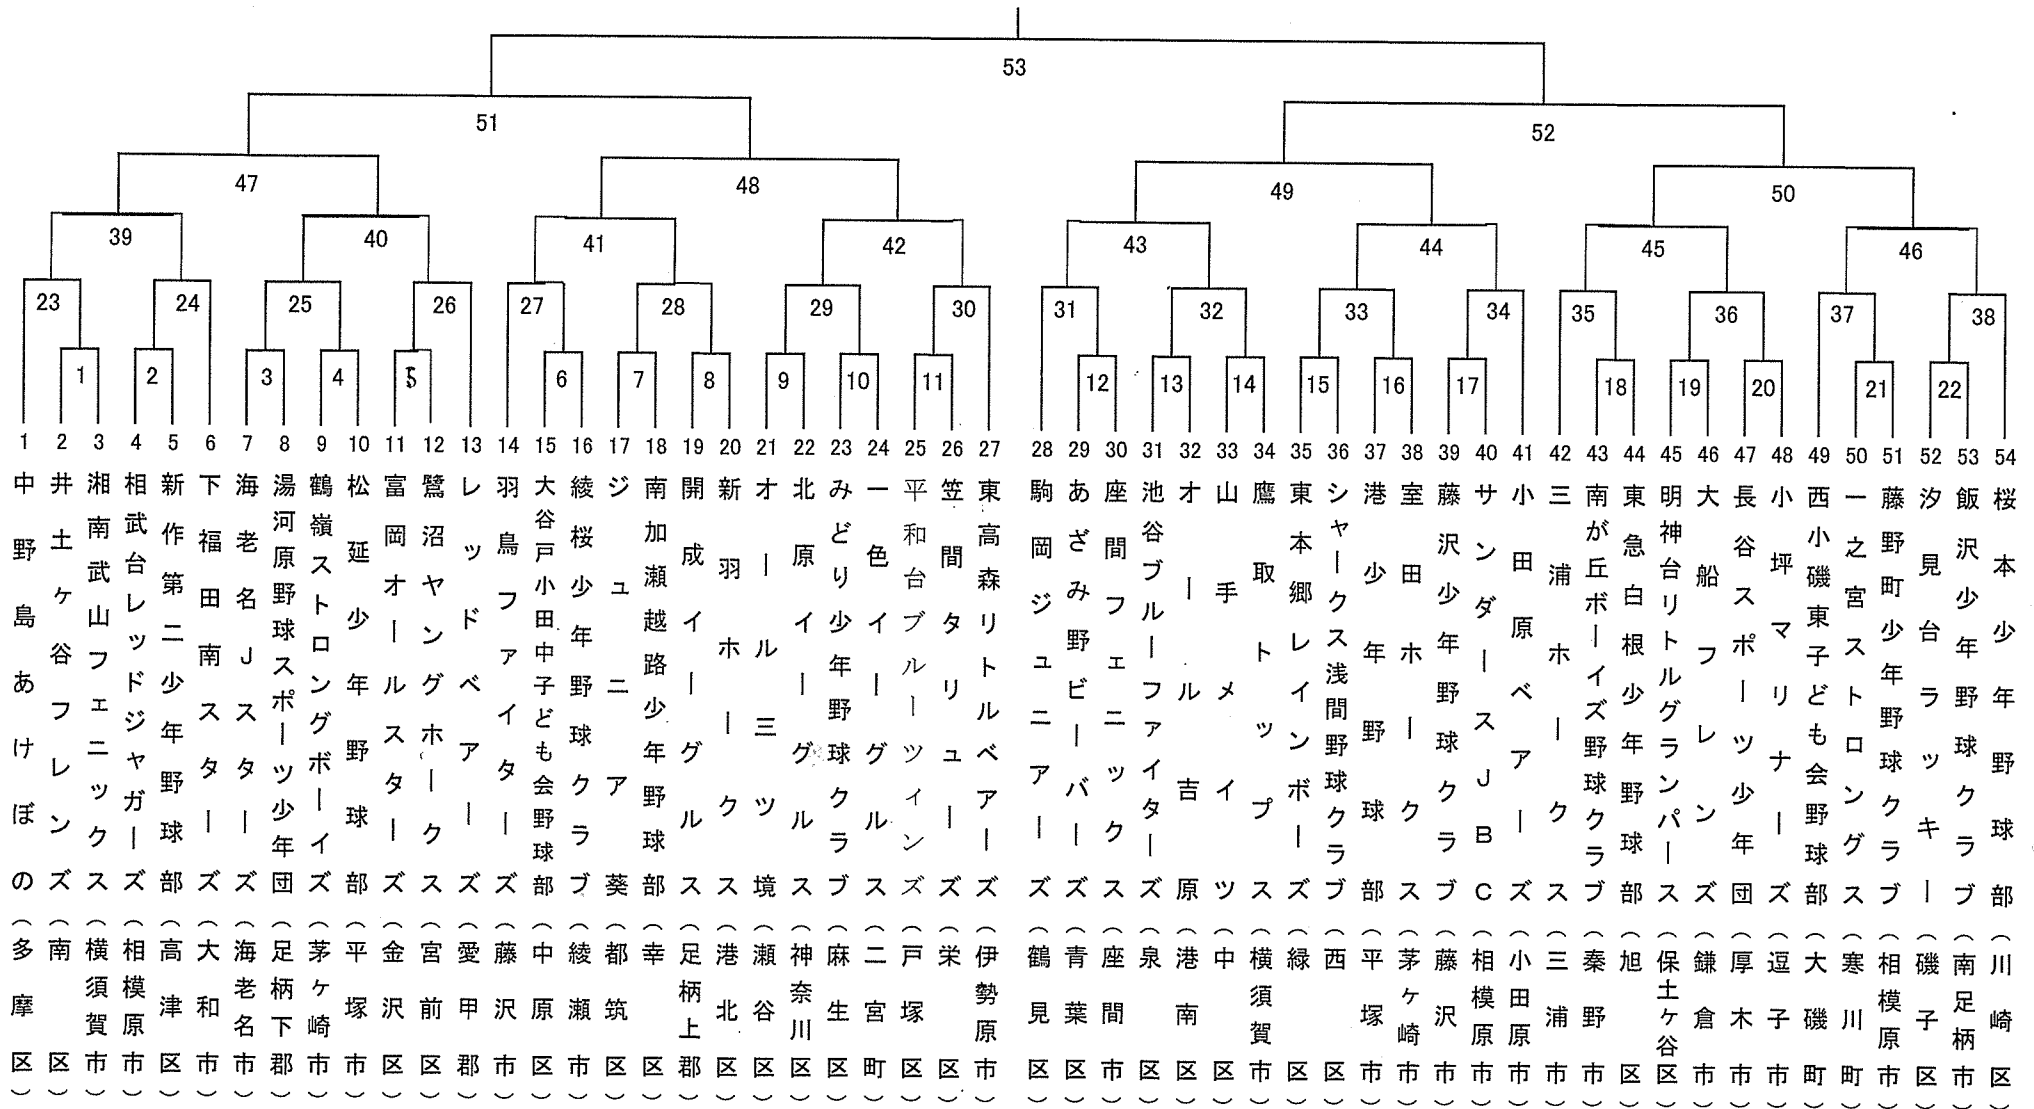 53
51
52
47
48
49
50
39
40
41
42
43
44
45
46
23
24
25
26
27
28
29
30
31
32
33
34
35
36
37
38
1
2
3
4
5
6
7
8
9
10
11
12
13
14
15
16
17
18
19
20
21
22
1 中野島あけぼの（多摩区）
2 井土ヶ谷フレンズ（南区）
3 湘南武山フェニックス（横須賀市）
4 相武台レッドジャガーズ（相模原市）
5 新作第二少年野球部（高津区）
6 下福田南スターズ（大和市）
7 海老名Jスターズ（海老名市）
8 湯河原野球スポーツ少年団（足柄下郡）
9 鶴嶺ストロングボーイズ（茅ヶ崎市）
10 松延少年野球部（平塚市）
11 富岡オールスターズ（金沢区）
12 鷺沼ヤングホークス（宮前区）
13 レッドベアーズ（愛甲郡）
14 羽鳥ファイターズ（藤沢市）
15 大谷戸小田中子ども会野球部（中原区）
16 綾桜少年野球クラブ（綾瀬市）
17 ジュニア葵（都筑区）
18 南加瀬越路少年野球部（幸区）
19 開成イーグルス（足柄上郡）
20 新羽ホークス（港北区）
21 オール三ツ境（瀬谷区）
22 北原イーグルス（神奈川区）
23 みどり少年野球クラブ（麻生区）
24 一色イーグルス（二宮町）
25 平和台ブルーツインズ（戸塚区）
26 笠間タリューズ（栄区）
27 東高森リトルベアーズ（伊勢原市）
28 駒岡ジュニアーズ（鶴見区）
29 あざみ野ビーバーズ（青葉区）
30 座間フェニックス（座間市）
31 池谷ブルーファイターズ（泉区）
32 オール吉原（港南区）
33 山手メイツ（中区）
34 鷹取トップス（横須賀市）
35 東本郷レインボーズ（緑区）
36 シャークス浅間野球クラブ（西区）
37 港少年野球部（平塚市）
38 室田ホークス（茅ヶ崎市）
39 藤沢少年野球クラブ（藤沢市）
40 サンダースJBC（相模原市）
41 小田原ベアーズ（小田原市）
42 三浦ホークス（三浦市）
43 南が丘ボーイズ野球クラブ（秦野市）
44 東急白根少年野球部（旭区）
45 明神台リトルグランパース（保土ヶ谷区）
46 大船フレンズ（鎌倉市）
47 長谷スポーツ少年団（厚木市）
48 小坪マリナーズ（逗子市）
49 西小磯東子ども会野球部（大磯町）
50 一之宮ストロングス（寒川町）
51 藤野町少年野球クラブ（相模原市）
52 汐見台ラッキー（磯子区）
53 飯沢少年野球クラブ（南足柄市）
54 桜本少年野球部（川崎区）